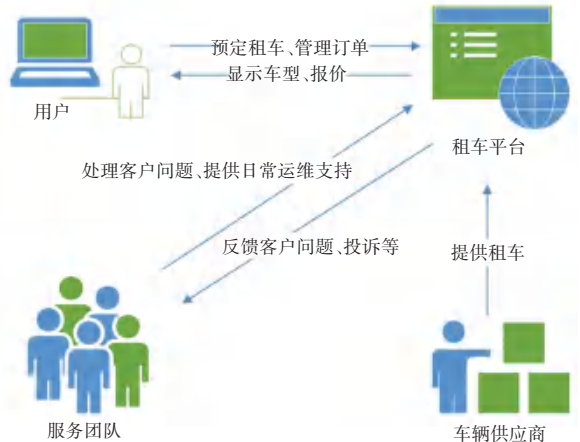 预定租车、管理订单
显示车型、报价
用户
租车平台
处理客户问题、提供日常运维支持
反馈客户问题、投诉等
提供租车
服务团队
车辆供应商